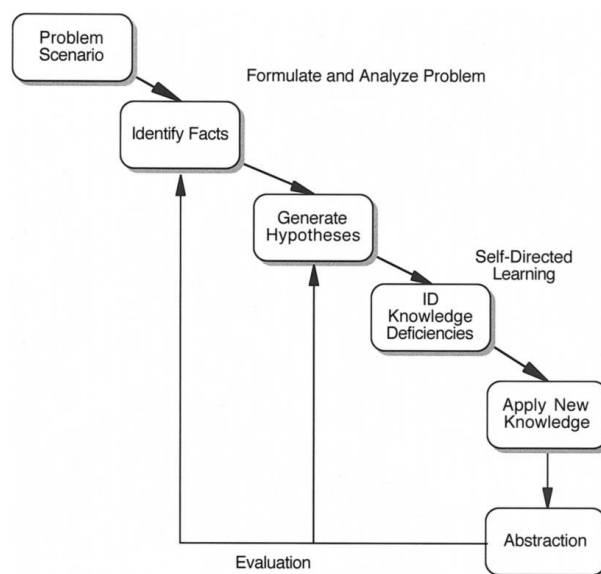 Problem
Scenario
Formulate and Analyze Problem
Identify Facts
Generate
Hypotheses
Self-Directed
Learning
ID
Knowledge
Deficiencies
Apply New
Knowledge
Abstraction
Evaluation